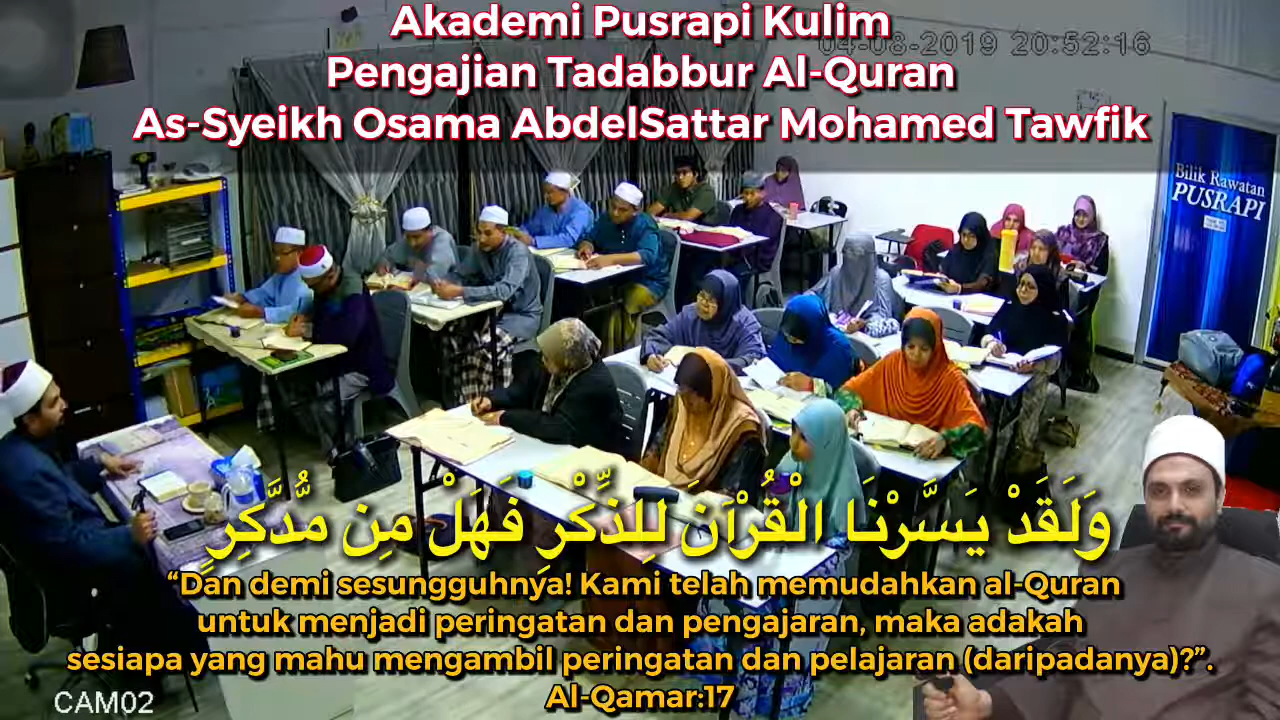 Akademi Pusrapi Kulim
04-08-2019 20:52:16
Pengajian Tadabbur Al-Quran
As-Syeikh Osama AbdelSattar Mohamed Tawfik
Bilik Rawatan
PUSRAPI
وَلَقَدْ يَسَّرْنَا الْقُرْآنَ لِلذِّكْرِ فَهَلْ مِن مُّدَّكِرٍ
“Dan demi sesungguhnya! Kami telah memudahkan al-Quran
untuk menjadi peringatan dan pengajaran, maka adakah
sesiapa yang mahu mengambil peringatan dan pelajaran (daripadanya)?”.
Al-Qamar:17
CAM02